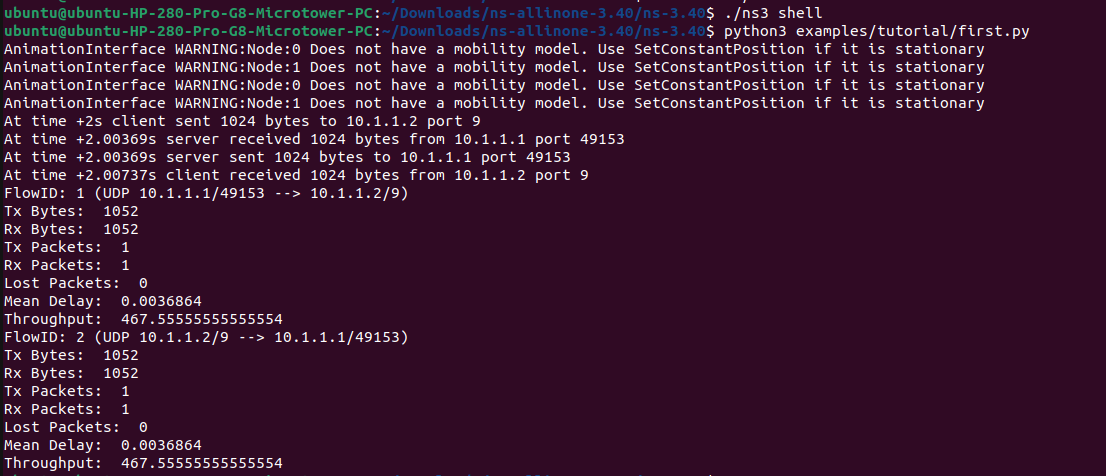 ubuntu@ubuntu-HP-280-Pro-G8-Microtower-PC:~/Downloads/ns-allinone-3.40/ns-3.40$ ./ns3 shell
ubuntu@ubuntu-HP-280-Pro-G8-Microtower-PC:~/Downloads/ns-allinone-3.40/ns-3.40$ python3 examples/tutorial/first.py
AnimationInterface WARNING:Node:0 Does not have a mobility model. Use SetConstantPosition if it is stationary
AnimationInterface WARNING:Node:1 Does not have a mobility model. Use SetConstantPosition if it is stationary
AnimationInterface WARNING:Node:0 Does not have a mobility model. Use SetConstantPosition if it is stationary
AnimationInterface WARNING:Node:1 Does not have a mobility model. Use SetConstantPosition if it is stationary
At time +2s client sent 1024 bytes to 10.1.1.2 port 9
At time +2.00369s server received 1024 bytes from 10.1.1.1 port 49153
At time +2.00369s server sent 1024 bytes to 10.1.1.1 port 49153
At time +2.00737s client received 1024 bytes from 10.1.1.2 port 9
FlowID: 1 (UDP 10.1.1.1/49153 --> 10.1.1.2/9)
Tx Bytes:  1052
Rx Bytes:  1052
Tx Packets:  1
Rx Packets:  1
Lost Packets:  0
Mean Delay:  0.0036864
Throughput:  467.55555555555554
FlowID: 2 (UDP 10.1.1.2/9 --> 10.1.1.1/49153)
Tx Bytes:  1052
Rx Bytes:  1052
Tx Packets:  1
Rx Packets:  1
Lost Packets:  0
Mean Delay:  0.0036864
Throughput:  467.55555555555554